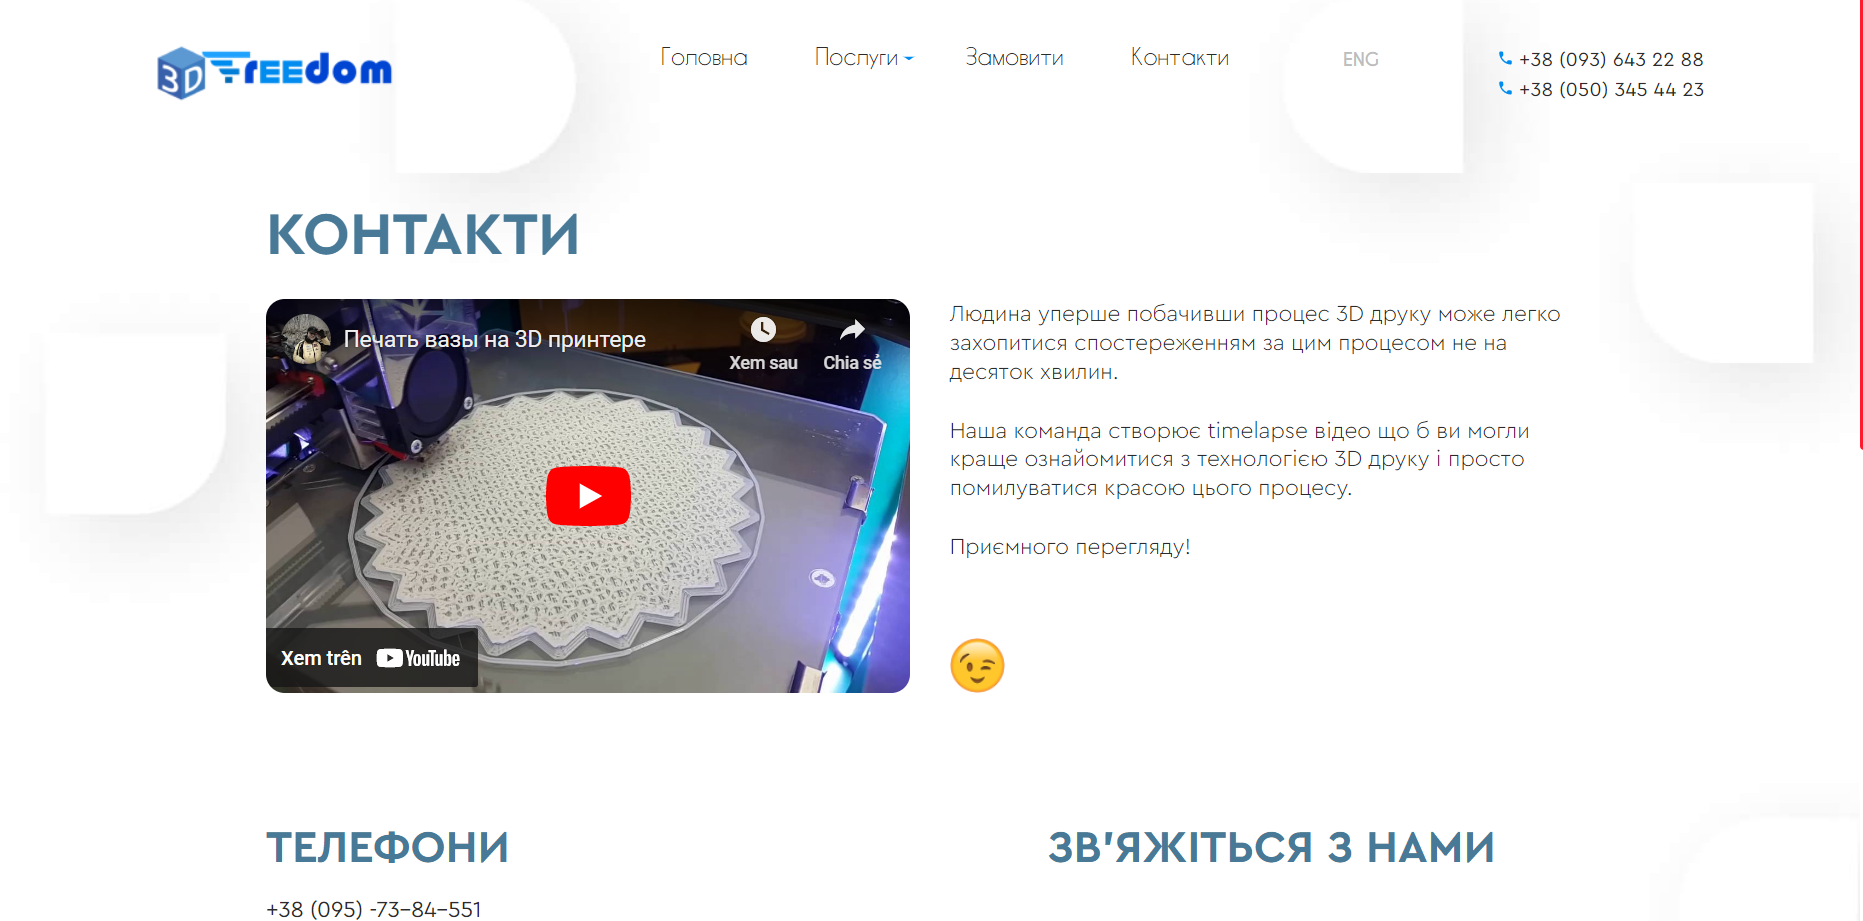 3D Freedom
Головна
Послуги
Замовити
Контакти
ENG
+38 (093) 643 22 88
+38 (050) 345 44 23
КОНТАКТИ
Печать вазы на 3D принтере
Xem sau
Chia sẻ
Xem trên YouTube
Людина уперше побачивши процес 3D друку може легко
захопитися спостереженням за цим процесом не на
десяток хвилин.
Наша команда створює timelapse відео що б ви могли
краще ознайомитися з технологією 3D друку і просто
помилуватися красою цього процесу.
Приємного перегляду!
ТЕЛЕФОНИ
+38 (095) -73-84-551
ЗВ'ЯЖІТЬСЯ З НАМИ